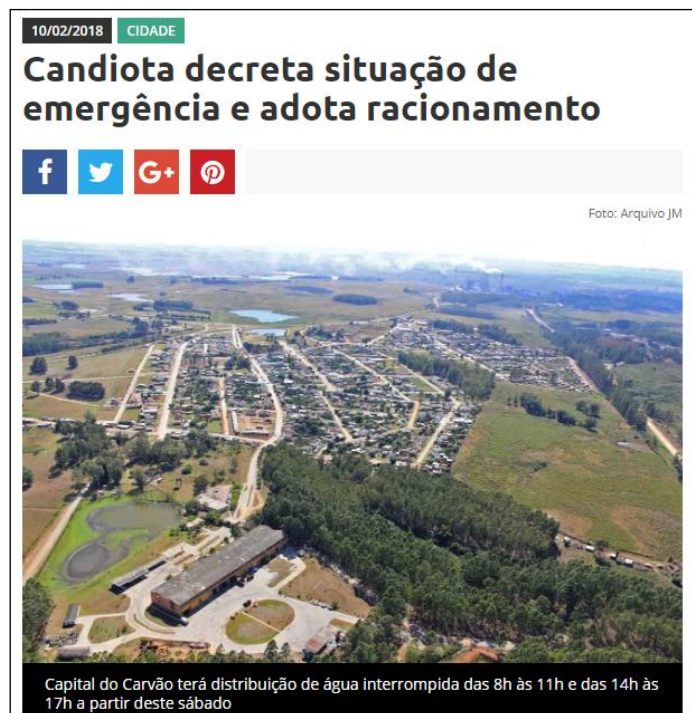 10/02/2018 CIDADE
Candiota decreta situação de
emergência e adota racionamento
f G+
Foto: Arquivo JM
Capital do Carvão terá distribuição de água interrompida das 8h às 11h e das 14h às
17h a partir deste sábado